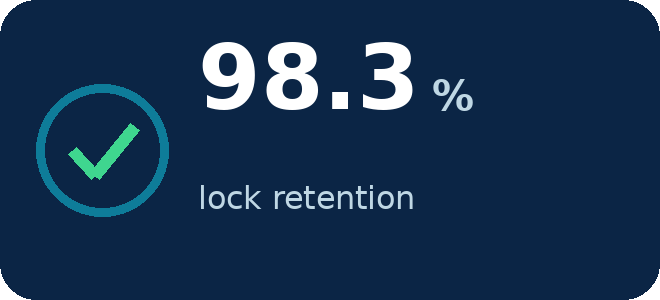 98.3 %
lock retention